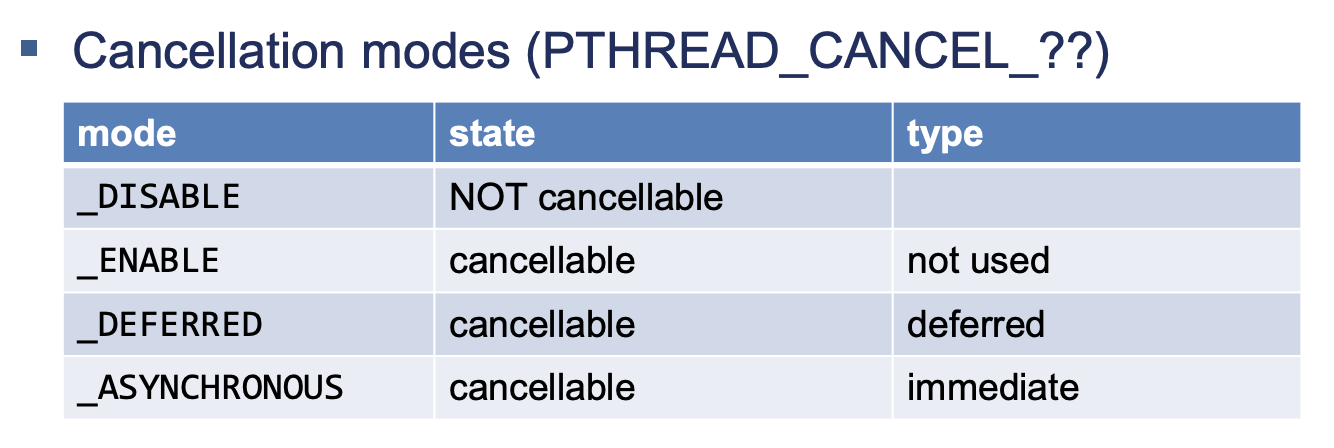 ▪ Cancellation modes (PTHREAD_CANCEL_??)
mode state type
_DISABLE NOT cancellable
_ENABLE cancellable not used
_DEFERRED cancellable deferred
_ASYNCHRONOUS cancellable immediate